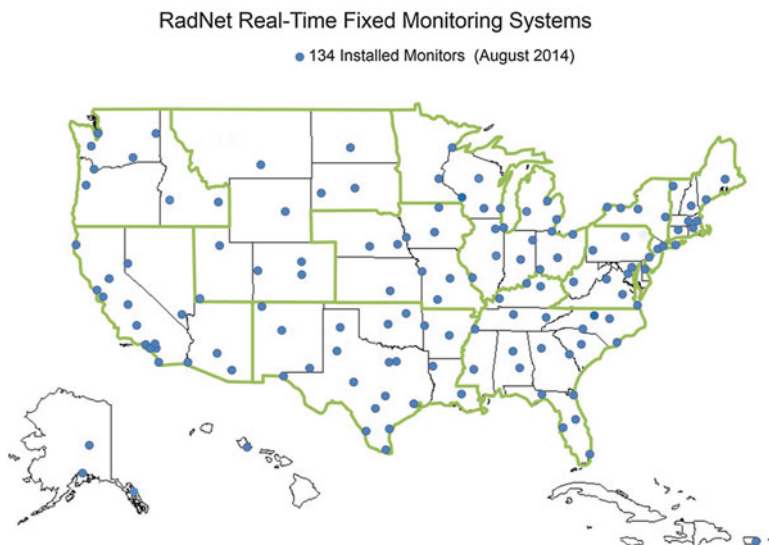 RadNet Real-Time Fixed Monitoring Systems
134 Installed Monitors (August 2014)